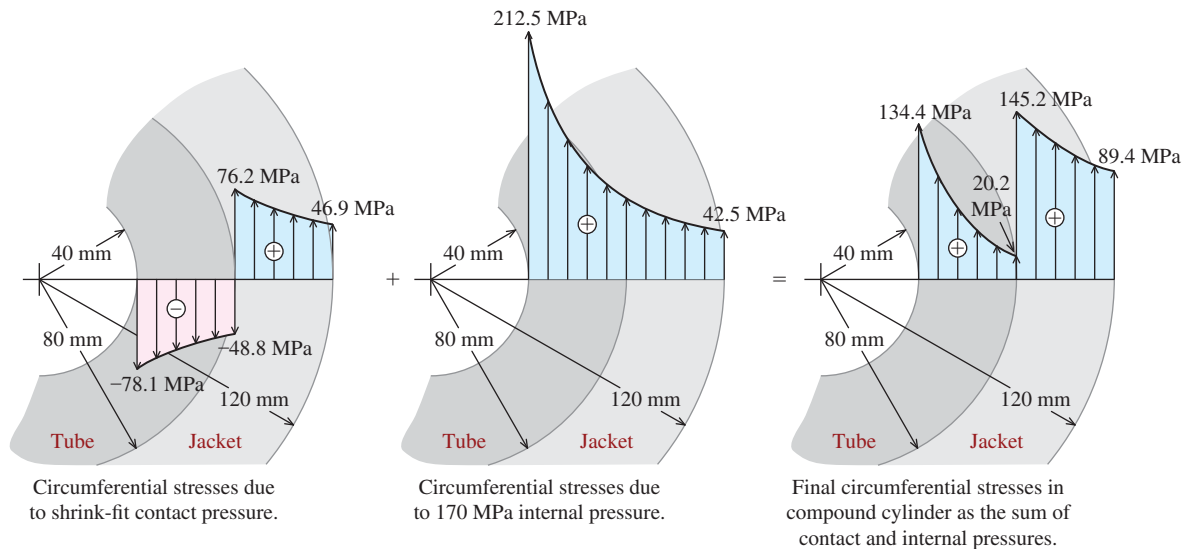 212.5 MPa
76.2 MPa
46.9 MPa
40 mm
+
−
80 mm
−48.8 MPa
−78.1 MPa
120 mm
Tube
Jacket
Circumferential stresses due
to shrink-fit contact pressure.
+
42.5 MPa
+
40 mm
80 mm
120 mm
Tube
Jacket
Circumferential stresses due
to 170 MPa internal pressure.
=
134.4 MPa
145.2 MPa
89.4 MPa
20.2
MPa
+
+
40 mm
80 mm
120 mm
Tube
Jacket
Final circumferential stresses in
compound cylinder as the sum of
contact and internal pressures.